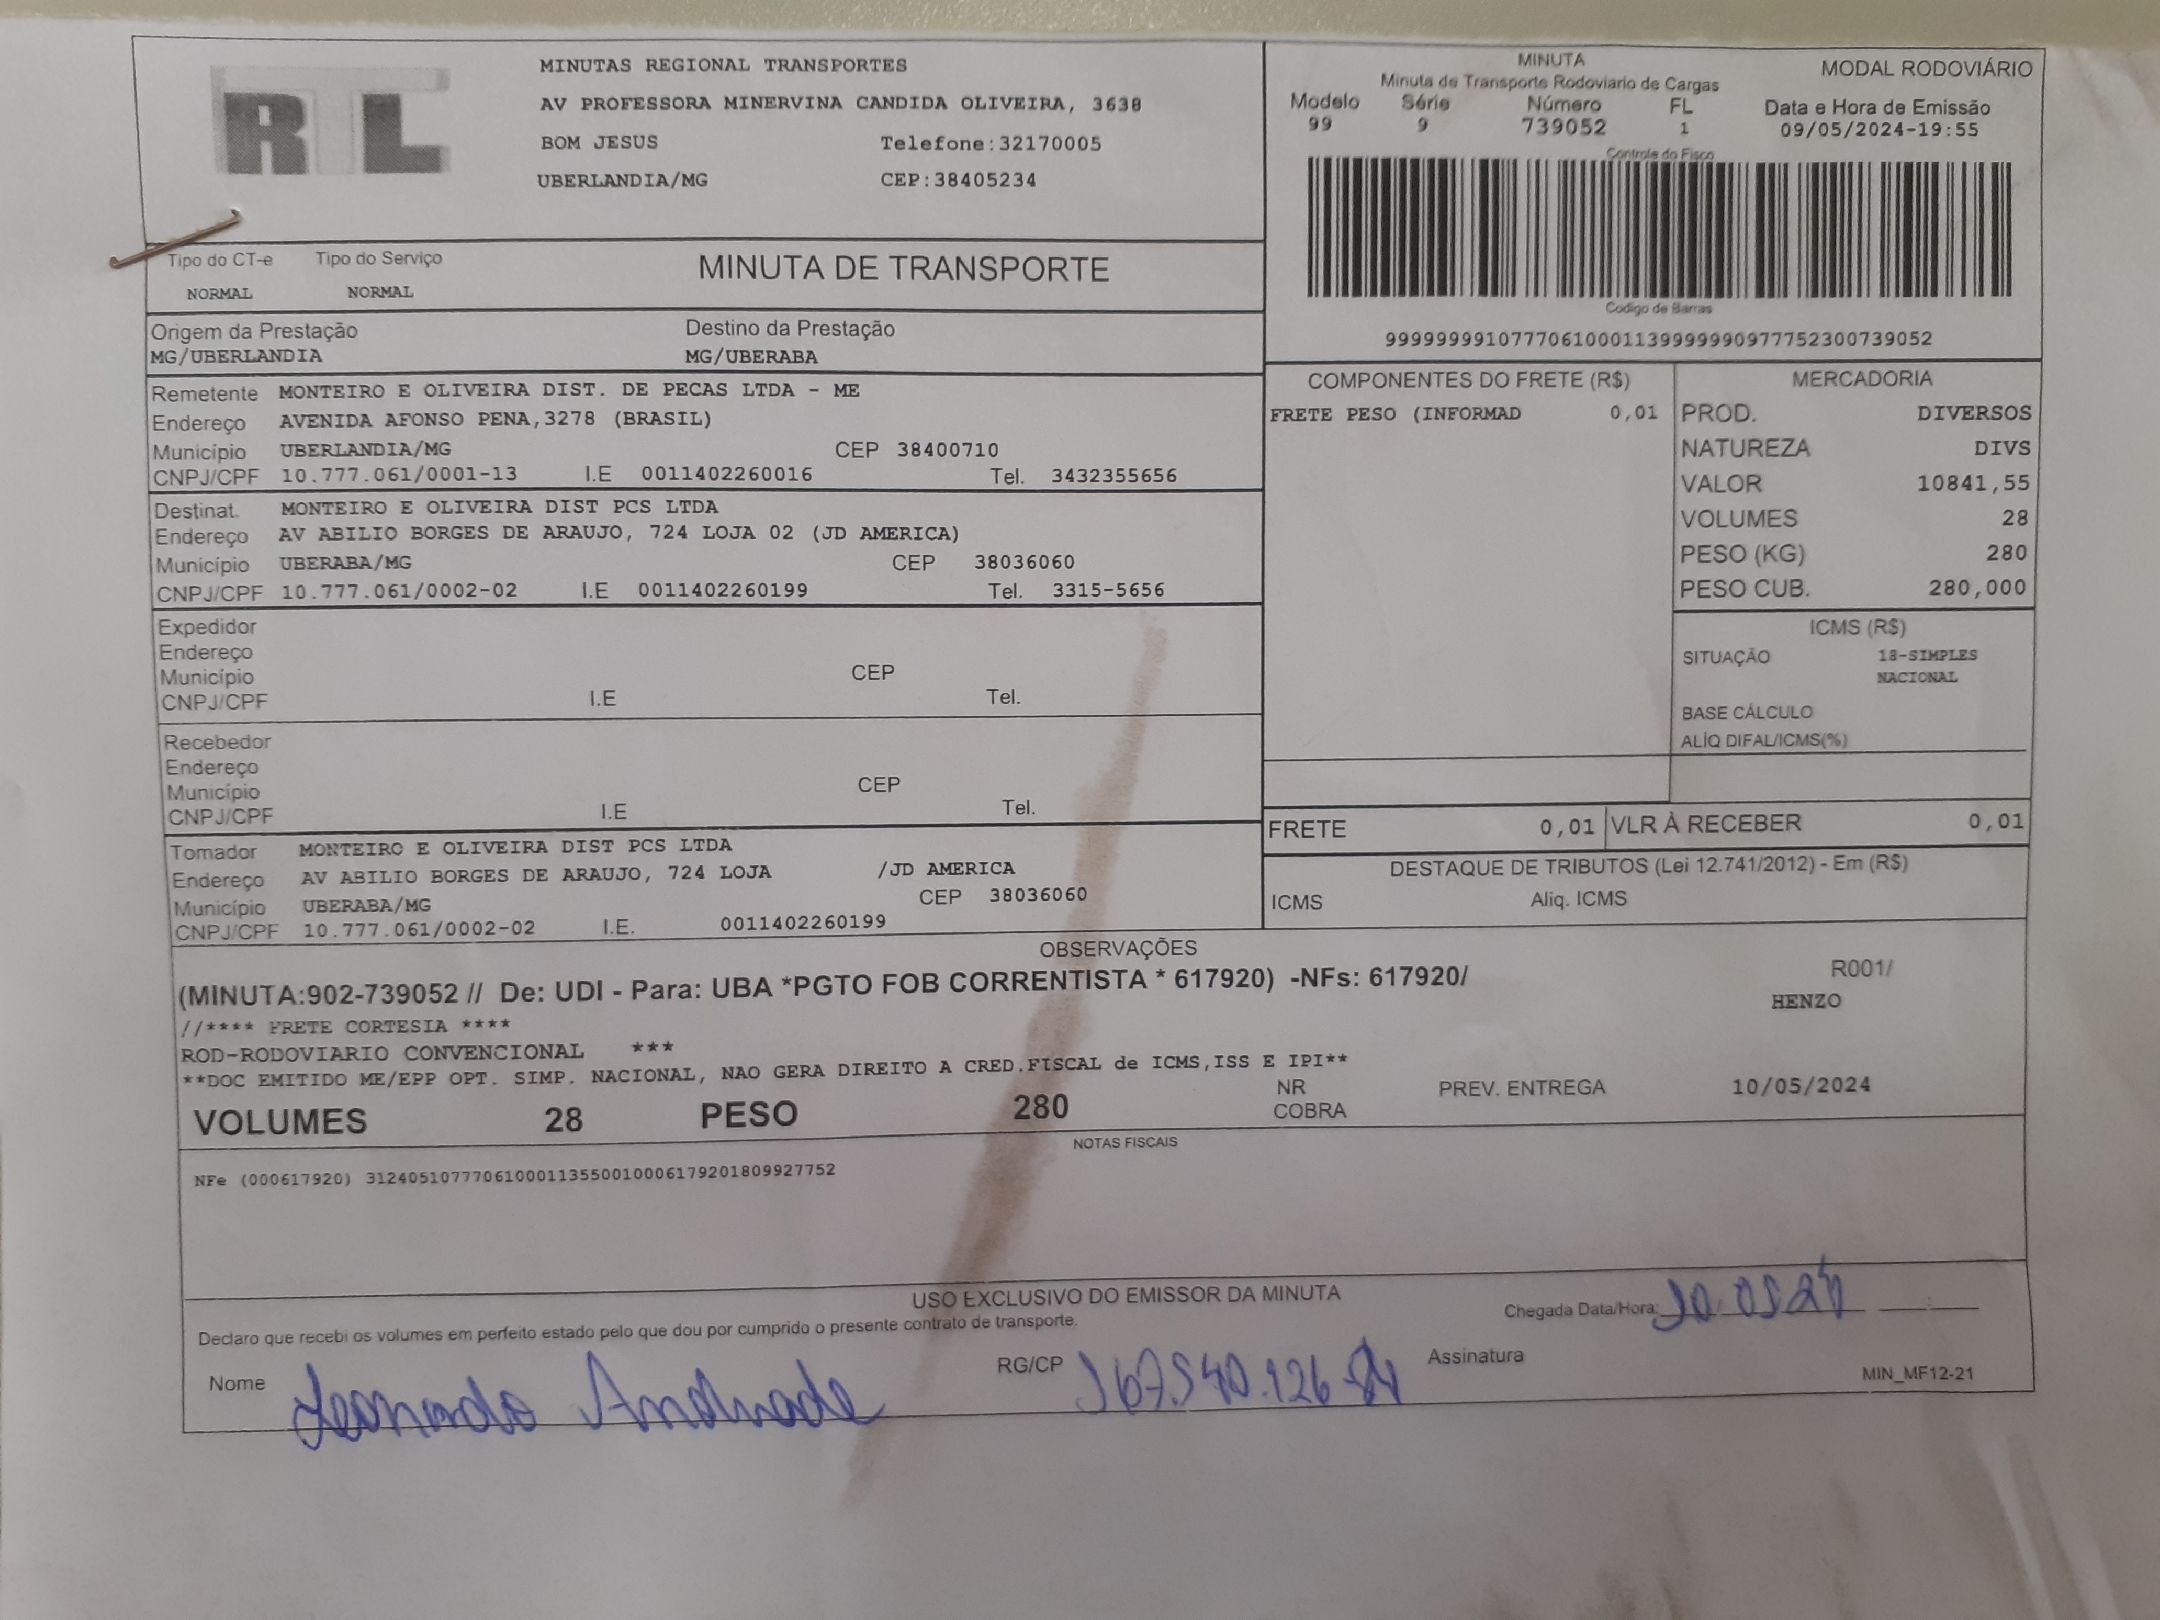 RTL
MINUTAS REGIONAL TRANSPORTES
AV PROFESSORA MINERVINA CANDIDA OLIVEIRA, 3638
BOM JESUS Telefone:32170005
UBERLANDIA/MG CEP:38405234
MINUTA
MODAL RODOVIÁRIO
Minuta de Transporte Rodoviario de Cargas
Modelo Série Número FL Data e Hora de Emissão
99 9 739052 1 09/05/2024-19:55
Controle do Fisco
Codigo de Barras
99999999107770610001139999999097775230073​9052
Tipo do CT-e Tipo do Serviço
NORMAL NORMAL
MINUTA DE TRANSPORTE
Origem da Prestação Destino da Prestação
MG/UBERLANDIA MG/UBERABA
Remetente MONTEIRO E OLIVEIRA DIST. DE PECAS LTDA - ME
Endereço AVENIDA AFONSO PENA,3278 (BRASIL)
Município UBERLANDIA/MG CEP 38400710
CNPJ/CPF 10.777.061/0001-13 I.E 0011402260016 Tel. 3432355656
Destinat. MONTEIRO E OLIVEIRA DIST PCS LTDA
Endereço AV ABILIO BORGES DE ARAUJO, 724 LOJA 02 (JD AMERICA)
Município UBERABA/MG CEP 38036060
CNPJ/CPF 10.777.061/0002-02 I.E 0011402260199 Tel. 3315-5656
Expedidor
Endereço
Município CEP
CNPJ/CPF I.E Tel.
Recebedor
Endereço
Município CEP
CNPJ/CPF I.E Tel.
Tomador MONTEIRO E OLIVEIRA DIST PCS LTDA
Endereço AV ABILIO BORGES DE ARAUJO, 724 LOJA /JD AMERICA
Município UBERABA/MG CEP 38036060
CNPJ/CPF 10.777.061/0002-02 I.E. 0011402260199
COMPONENTES DO FRETE (R$)
FRETE PESO (INFORMAD 0,01
MERCADORIA
PROD. DIVERSOS
NATUREZA DIVS
VALOR 10841,55
VOLUMES 28
PESO (KG) 280
PESO CUB. 280,000
ICMS (R$)
SITUAÇÃO 18-SIMPLES
NACIONAL
BASE CÁLCULO
ALÍQ DIFAL/ICMS(%)
FRETE 0,01 VLR À RECEBER 0,01
DESTAQUE DE TRIBUTOS (Lei 12.741/2012) - Em (R$)
ICMS Aliq. ICMS
OBSERVAÇÕES
(MINUTA:902-739052 // De: UDI - Para: UBA *PGTO FOB CORRENTISTA * 617920) -NFs: 617920/ R001/
HENZO
//**** FRETE CORTESIA ****
ROD-RODOVIARIO CONVENCIONAL ***
**DOC EMITIDO ME/EPP OPT. SIMP. NACIONAL, NAO GERA DIREITO A CRED.FISCAL de ICMS,ISS E IPI**
VOLUMES 28 PESO 280 NR PREV. ENTREGA 10/05/2024
COBRA
NOTAS FISCAIS
NFe (000617920) 31240510777061000113550010006179201809927752
USO EXCLUSIVO DO EMISSOR DA MINUTA
Declaro que recebi os volumes em perfeito estado pelo que dou por cumprido o presente contrato de transporte.
Chegada Data/Hora: 10.05.24 ___:___
Nome Leonardo Andrade RG/CP Assinatura
MIN_MF12-21